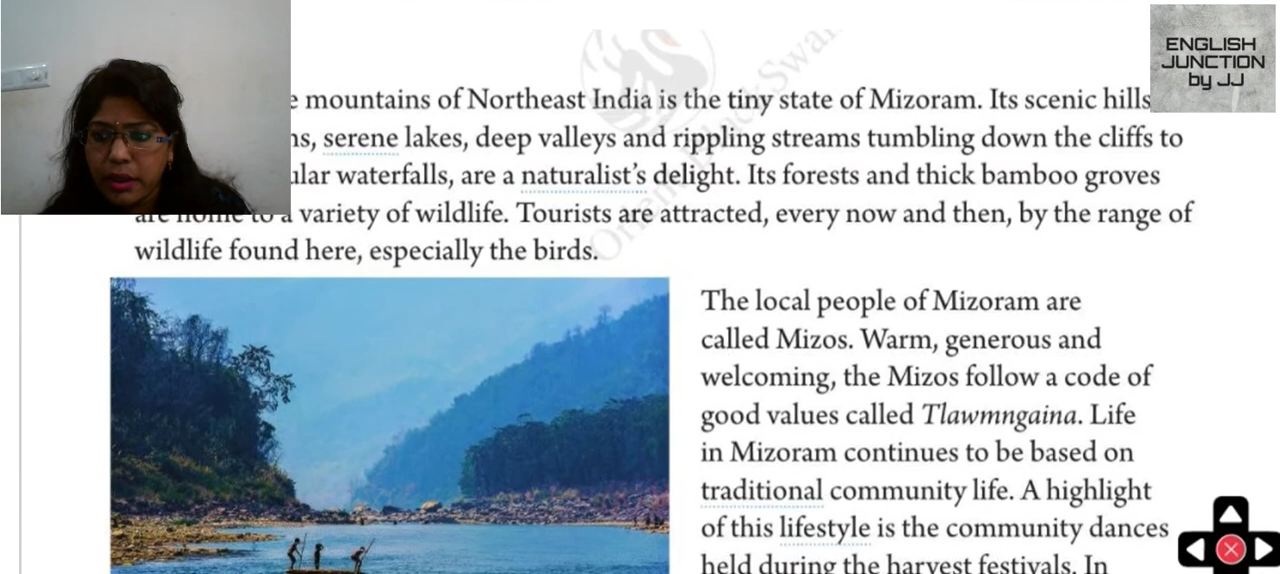 ENGLISH
JUNCTION
by JJ
mountains of Northeast India is the tiny state of Mizoram. Its scenic hills
serene lakes, deep valleys and rippling streams tumbling down the cliffs to
waterfalls, are a naturalist's delight. Its forests and thick bamboo groves
are home to a variety of wildlife. Tourists are attracted, every now and then, by the range of
wildlife found here, especially the birds.
The local people of Mizoram are
called Mizos. Warm, generous and
welcoming, the Mizos follow a code of
good values called Tlawmngaina. Life
in Mizoram continues to be based on
traditional community life. A highlight
of this lifestyle is the community dances
held during the harvest festivals. In